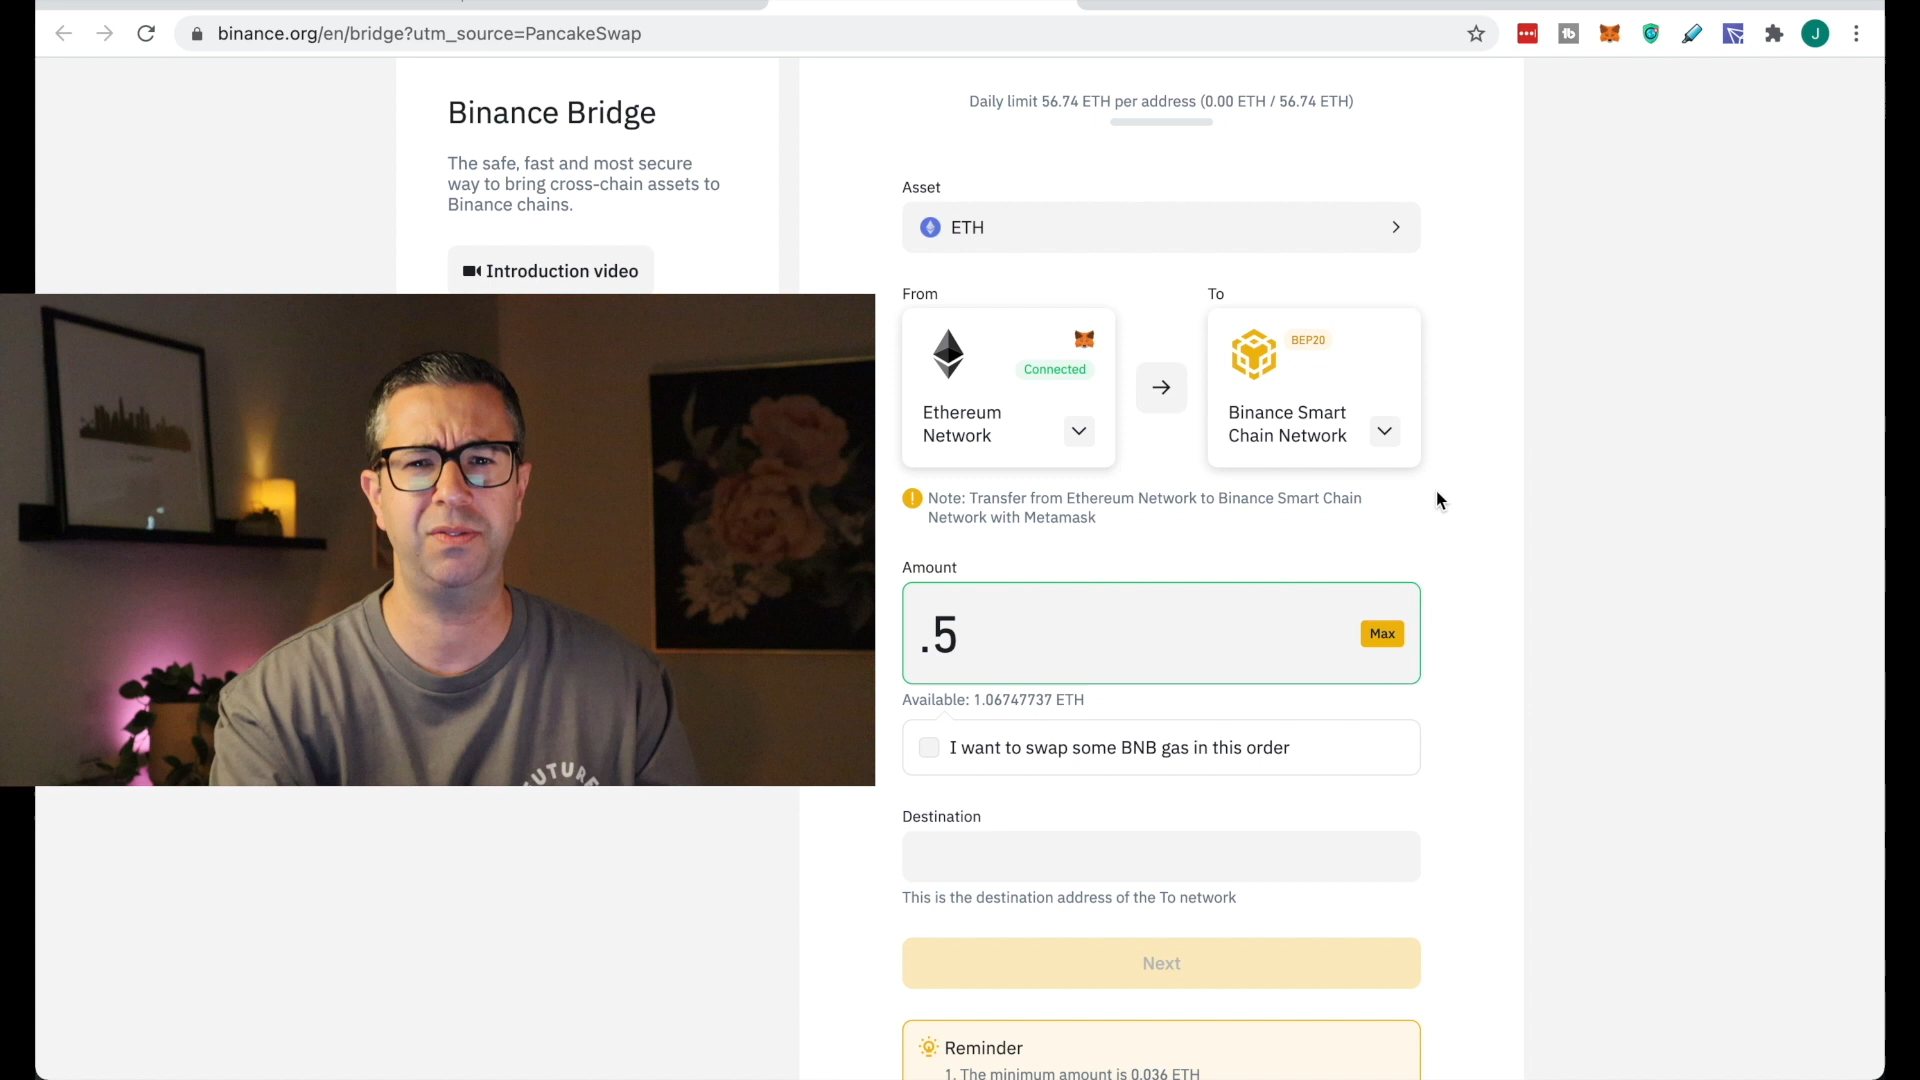 binance.org/en/bridge?utm_source=PancakeSwap
tb
J
Binance Bridge
The safe, fast and most secure
way to bring cross-chain assets to
Binance chains.
Introduction video
Daily limit 56.74 ETH per address (0.00 ETH / 56.74 ETH)
Asset
ETH
From
To
Connected
Ethereum
Network
BEP20
Binance Smart
Chain Network
Note: Transfer from Ethereum Network to Binance Smart Chain
Network with Metamask
Amount
.5
Max
Available: 1.06747737 ETH
I want to swap some BNB gas in this order
Destination
This is the destination address of the To network
Next
Reminder
1. The minimum amount is 0.036 ETH
FUTURE